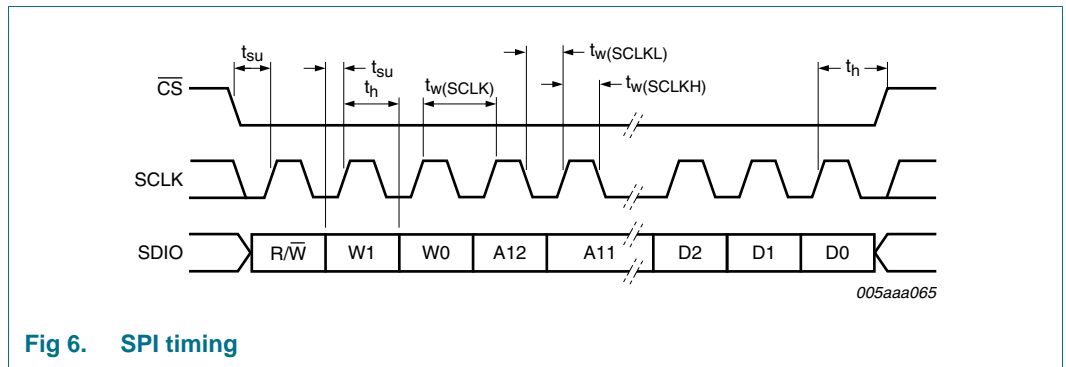 tsu
tsu
th
tw(SCLK)
tw(SCLKL)
tw(SCLKH)
th
CS
SCLK
SDIO
R/W W1 W0 A12 A11 D2 D1 D0
005aaa065
Fig 6. SPI timing